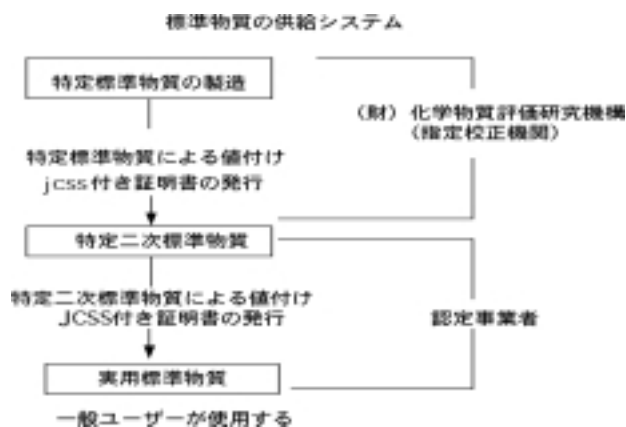 標準物質の供給システム
特定標準物質の製造
(財) 化学物質評価研究機構
(指定校正機関)
特定標準物質による値付け
jcss付き証明書の発行
特定二次標準物質
特定二次標準物質による値付け
JCSS付き証明書の発行
認定事業者
実用標準物質
一般ユーザーが使用する